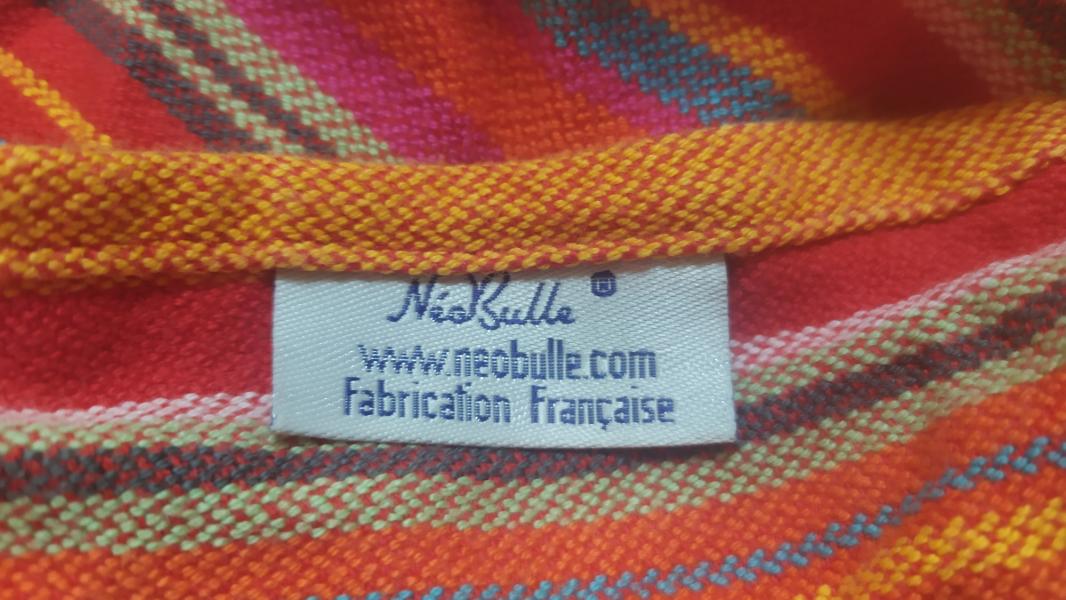 NéoBulle ®
www.neobulle.com
Fabrication Française